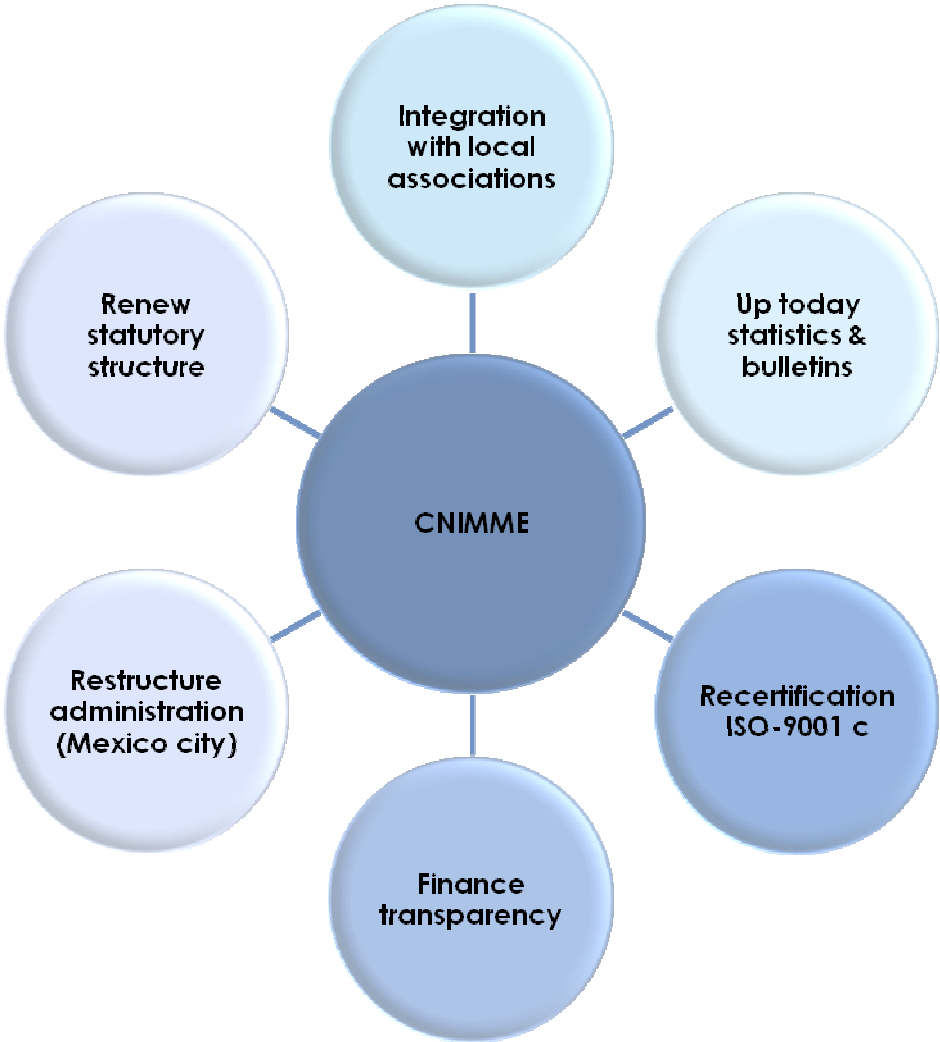 Integration
with local
associations
Up today
statistics &
bulletins
Recertification
ISO-9001 c
Finance
transparency
Restructure
administration
(Mexico city)
Renew
statutory
structure
CNIMME